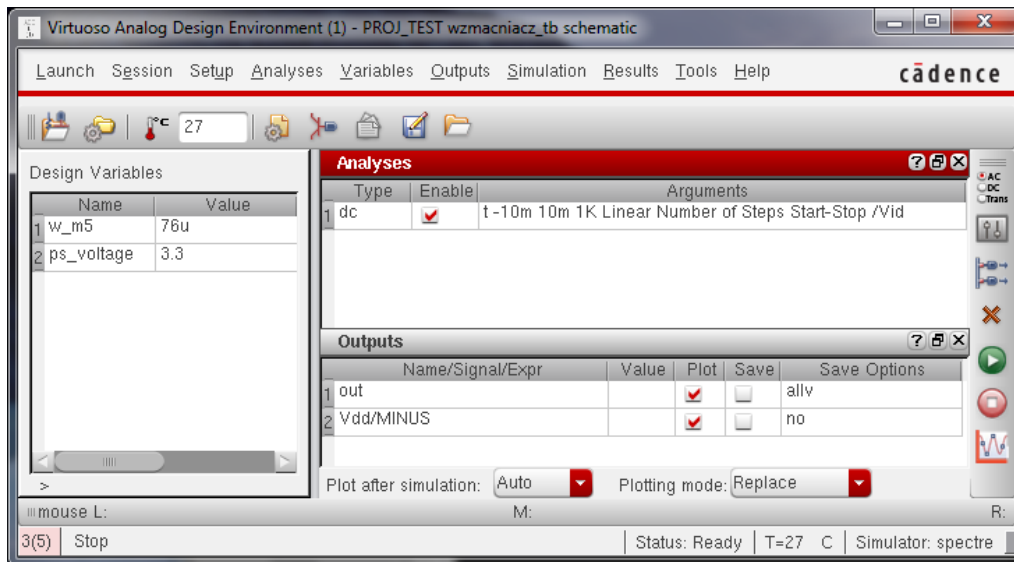 Virtuoso Analog Design Environment (1) - PROJ_TEST wzmacniacz_tb schematic
Launch Session Setup Analyses Variables Outputs Simulation Results Tools Help cādence
°C 27
Design Variables
Name Value
1 w_m5 76u
2 ps_voltage 3.3
>
Analyses
Type Enable Arguments
1 dc t -10m 10m 1K Linear Number of Steps Start-Stop /Vid
AC
DC
Trans
Outputs
Name/Signal/Expr Value Plot Save Save Options
1 out allv
2 Vdd/MINUS no
Plot after simulation: Auto Plotting mode: Replace
mouse L: M: R:
3(5) Stop Status: Ready T=27 C Simulator: spectre